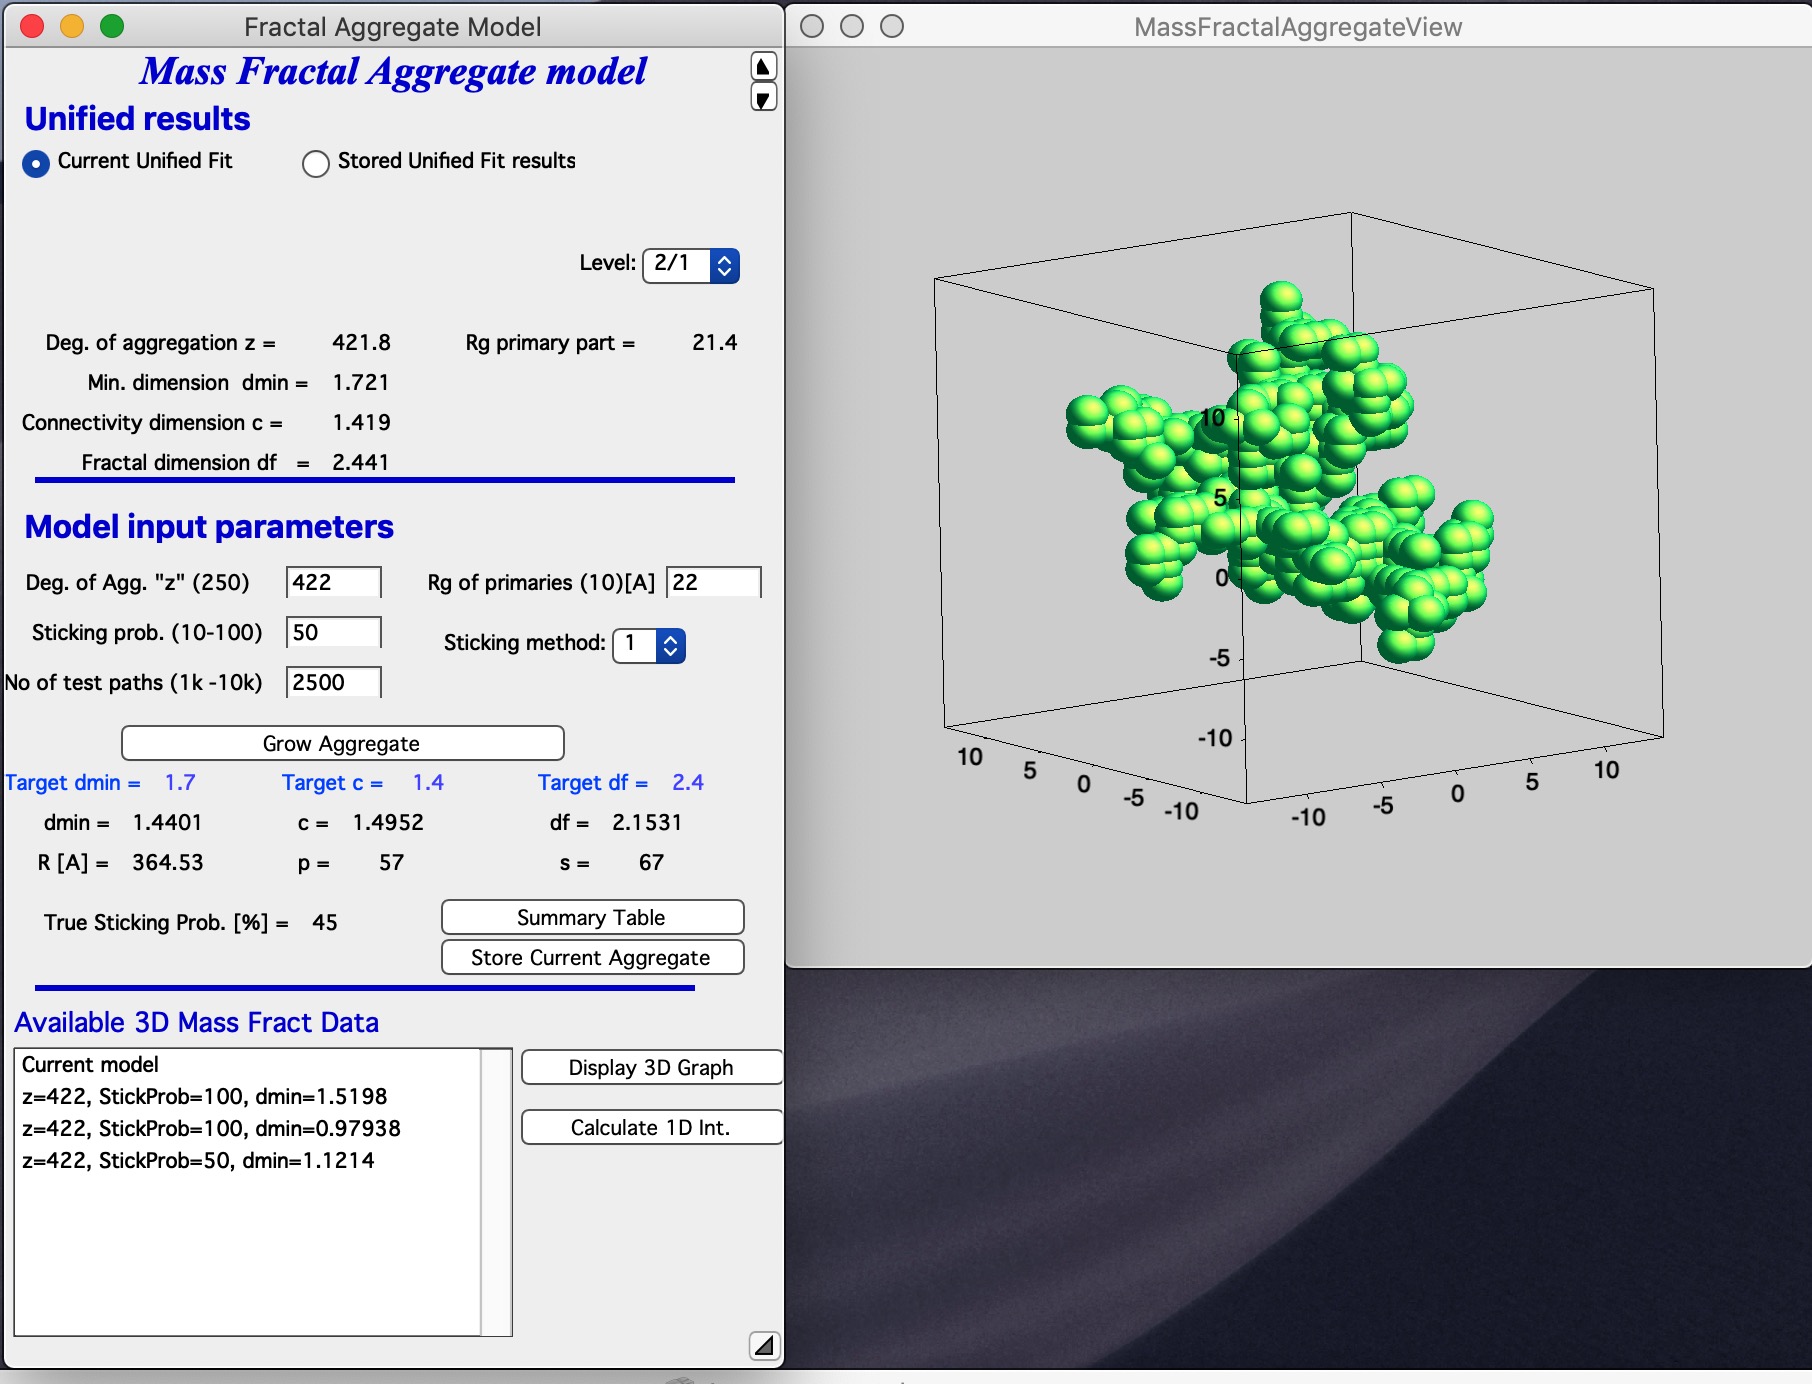 Fractal Aggregate Model
Mass Fractal Aggregate model
Unified results
Current Unified Fit Stored Unified Fit results
Level: 2/1
Deg. of aggregation z = 421.8 Rg primary part = 21.4
Min. dimension dmin = 1.721
Connectivity dimension c = 1.419
Fractal dimension df = 2.441
Model input parameters
Deg. of Agg. "z" (250) 422 Rg of primaries (10)[A] 22
Sticking prob. (10-100) 50 Sticking method: 1
No of test paths (1k -10k) 2500
Grow Aggregate
Target dmin = 1.7 Target c = 1.4 Target df = 2.4
dmin = 1.4401 c = 1.4952 df = 2.1531
R [A] = 364.53 p = 57 s = 67
True Sticking Prob. [%] = 45
Summary Table
Store Current Aggregate
Available 3D Mass Fract Data
Current model
z=422, StickProb=100, dmin=1.5198
z=422, StickProb=100, dmin=0.97938
z=422, StickProb=50, dmin=1.1214
Display 3D Graph
Calculate 1D Int.
MassFractalAggregateView
10
5
0
-5
-10
10 5 0 -5 -10
-10 -5 0 5 10